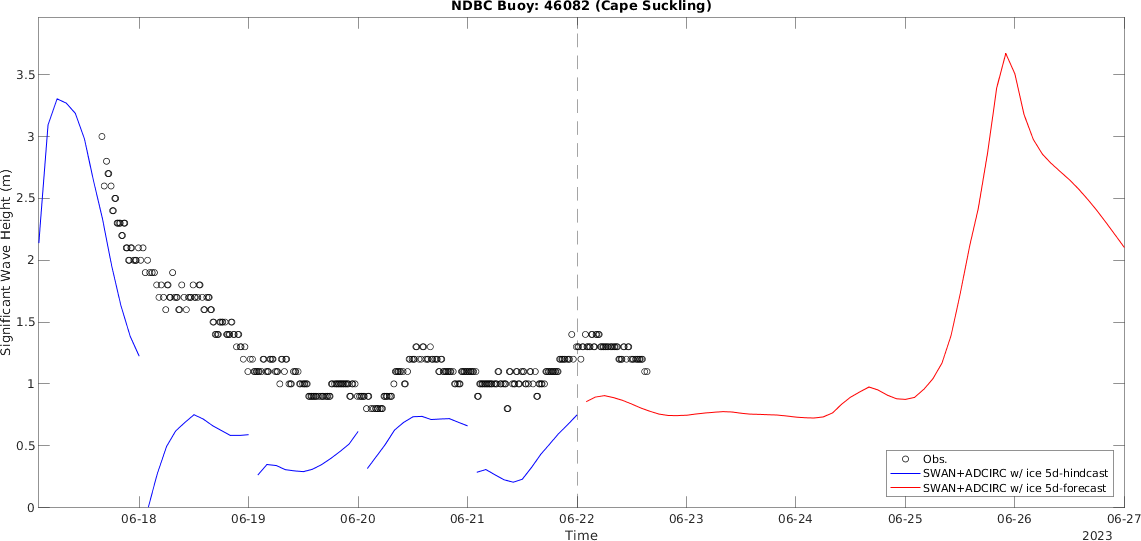 NDBC Buoy: 46082 (Cape Suckling)
Significant Wave Height (m)
3.5
3
2.5
2
1.5
1
0.5
0
Obs.
SWAN+ADCIRC w/ ice 5d-hindcast
SWAN+ADCIRC w/ ice 5d-forecast
06-18 06-19 06-20 06-21 06-22 06-23 06-24 06-25 06-26 06-27
Time
2023